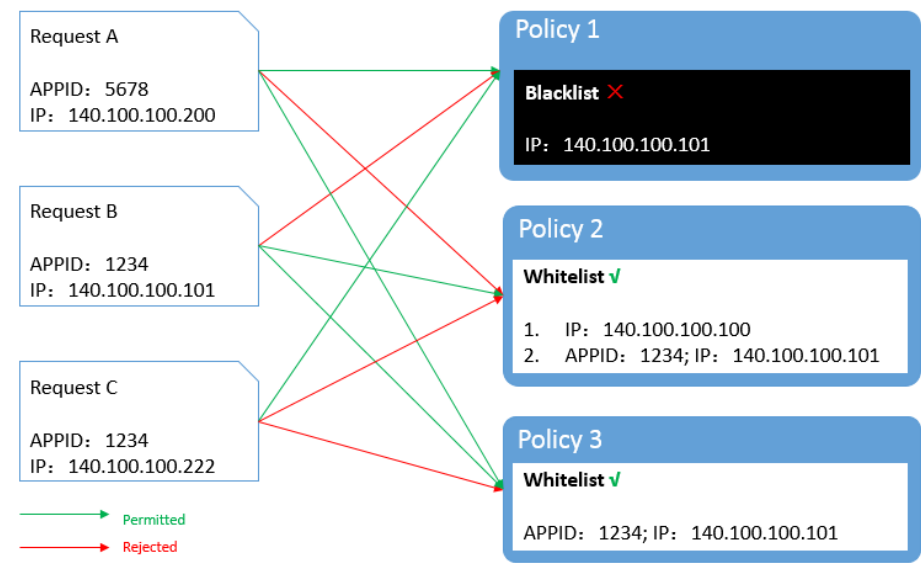 Request A
APPID：5678
IP：140.100.100.200
Request B
APPID：1234
IP：140.100.100.101
Request C
APPID：1234
IP：140.100.100.222
Permitted
Rejected
Policy 1
Blacklist ×
IP：140.100.100.101
Policy 2
Whitelist √
1. IP：140.100.100.100
2. APPID：1234; IP：140.100.100.101
Policy 3
Whitelist √
APPID：1234; IP：140.100.100.101